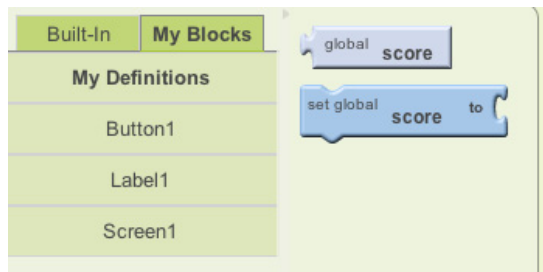 Built-In
My Blocks
My Definitions
Button1
Label1
Screen1
global score
set global score to